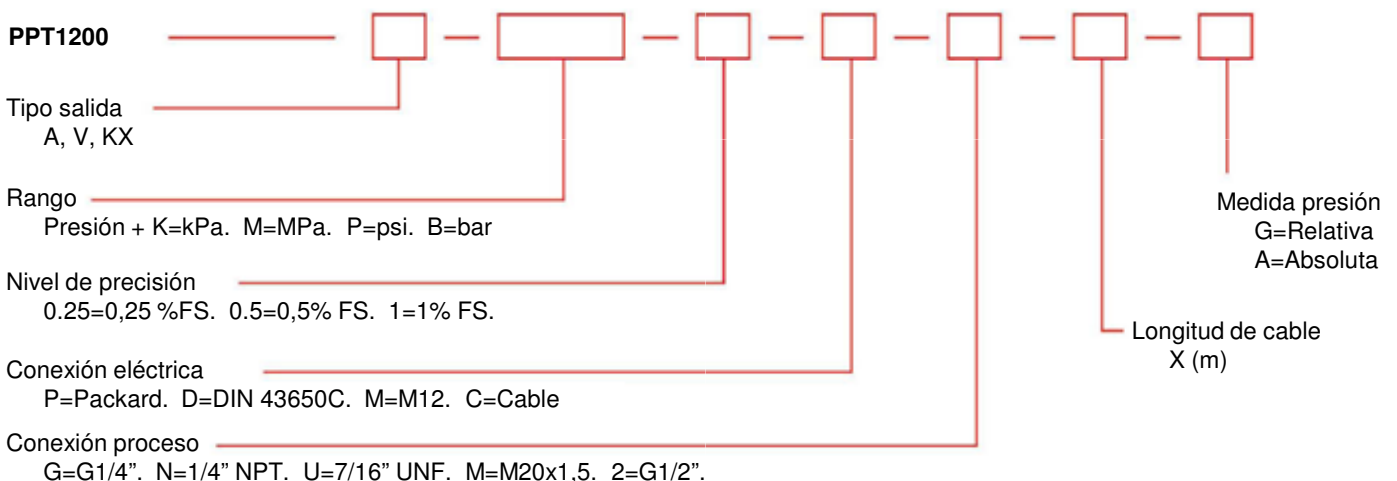 PPT1200
Tipo salida
A, V, KX
Rango
Presión + K=kPa. M=MPa. P=psi. B=bar
Medida presión
G=Relativa
A=Absoluta
Nivel de precisión
0.25=0,25 %FS. 0.5=0,5% FS. 1=1% FS.
Longitud de cable
X (m)
Conexión eléctrica
P=Packard. D=DIN 43650C. M=M12. C=Cable
Conexión proceso
G=G1/4”. N=1/4” NPT. U=7/16” UNF. M=M20x1,5. 2=G1/2”.